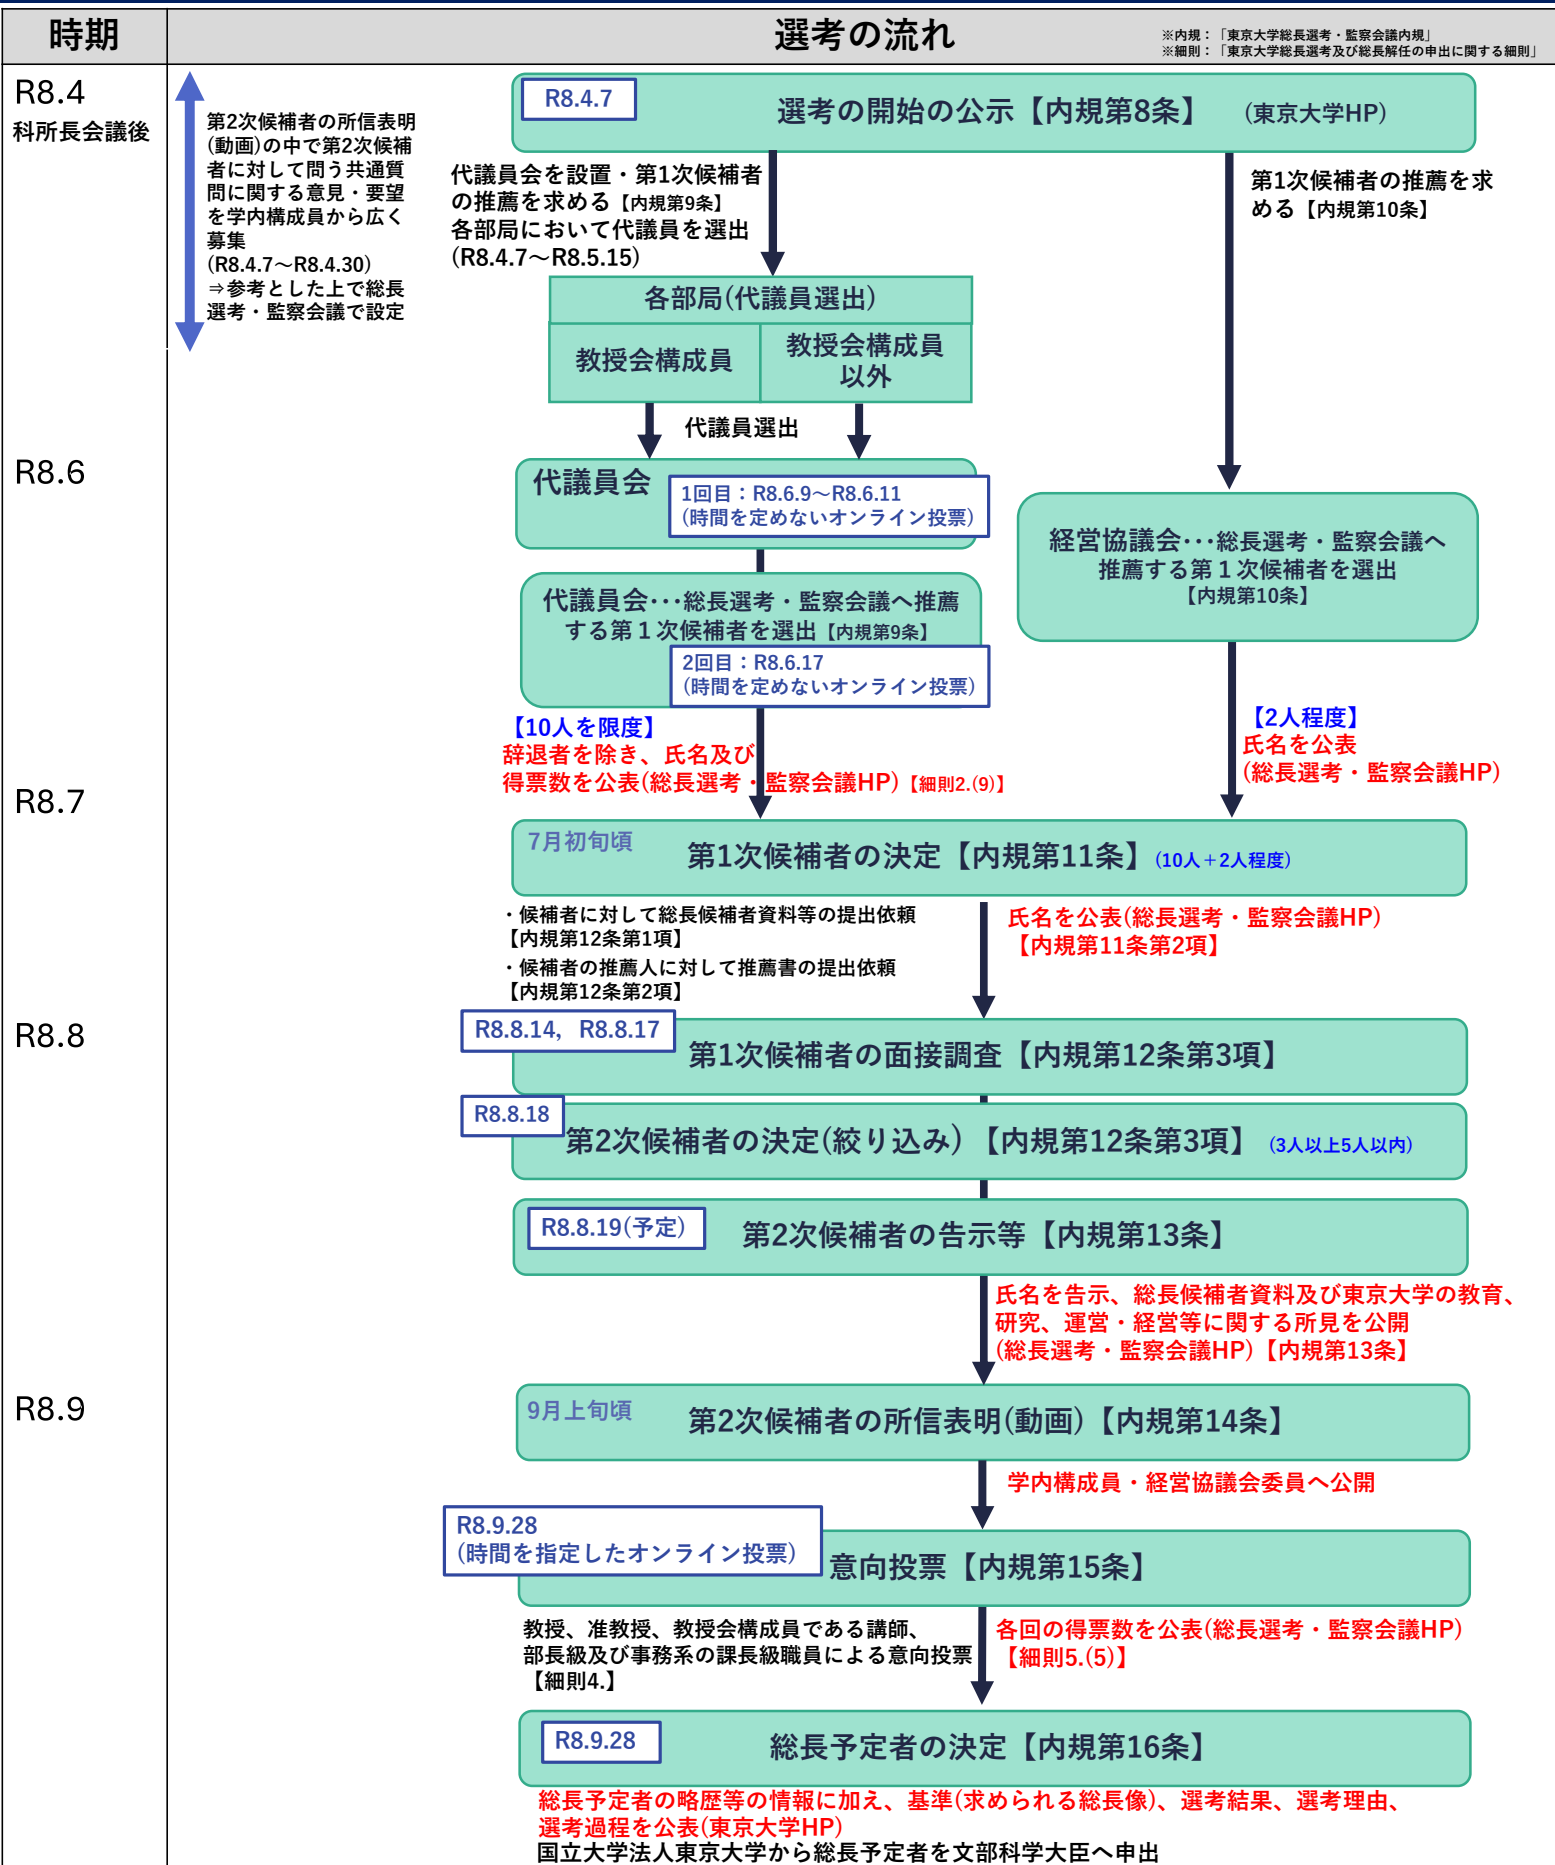 時期
選考の流れ
※内規：「東京大学総長選考・監察会議内規」
※細則：「東京大学総長選考及び総長解任の申出に関する細則」
R8.4
科所長会議後
第2次候補者の所信表明
(動画)の中で第2次候補
者に対して問う共通質
問に関する意見・要望
を学内構成員から広く
募集
(R8.4.7～R8.4.30)
⇒参考とした上で総長
選考・監察会議で設定
R8.4.7
選考の開始の公示【内規第8条】 (東京大学HP)
代議員会を設置・第1次候補者
の推薦を求める【内規第9条】
各部局において代議員を選出
(R8.4.7～R8.5.15)
第1次候補者の推薦を求
める【内規第10条】
各部局(代議員選出)
教授会構成員
教授会構成員
以外
代議員選出
R8.6
代議員会
1回目：R8.6.9～R8.6.11
(時間を定めないオンライン投票)
経営協議会･･･総長選考・監察会議へ
推薦する第１次候補者を選出
【内規第10条】
代議員会･･･総長選考・監察会議へ推薦
する第１次候補者を選出【内規第9条】
2回目：R8.6.17
(時間を定めないオンライン投票)
【10人を限度】
辞退者を除き、氏名及び
得票数を公表(総長選考・監察会議HP)【細則2.(9)】
【2人程度】
氏名を公表
(総長選考・監察会議HP)
R8.7
7月初旬頃
第1次候補者の決定【内規第11条】(10人＋2人程度)
・候補者に対して総長候補者資料等の提出依頼
【内規第12条第1項】
・候補者の推薦人に対して推薦書の提出依頼
【内規第12条第2項】
氏名を公表(総長選考・監察会議HP)
【内規第11条第2項】
R8.8
R8.8.14，R8.8.17
第1次候補者の面接調査【内規第12条第3項】
R8.8.18
第2次候補者の決定(絞り込み)【内規第12条第3項】 (3人以上5人以内)
R8.8.19(予定)
第2次候補者の告示等【内規第13条】
氏名を告示、総長候補者資料及び東京大学の教育、
研究、運営・経営等に関する所見を公開
(総長選考・監察会議HP)【内規第13条】
R8.9
9月上旬頃
第2次候補者の所信表明(動画)【内規第14条】
学内構成員・経営協議会委員へ公開
R8.9.28
(時間を指定したオンライン投票)
意向投票【内規第15条】
教授、准教授、教授会構成員である講師、
部長級及び事務系の課長級職員による意向投票
【細則4.】
各回の得票数を公表(総長選考・監察会議HP)
【細則5.(5)】
R8.9.28
総長予定者の決定【内規第16条】
総長予定者の略歴等の情報に加え、基準(求められる総長像)、選考結果、選考理由、
選考過程を公表(東京大学HP)
国立大学法人東京大学から総長予定者を文部科学大臣へ申出